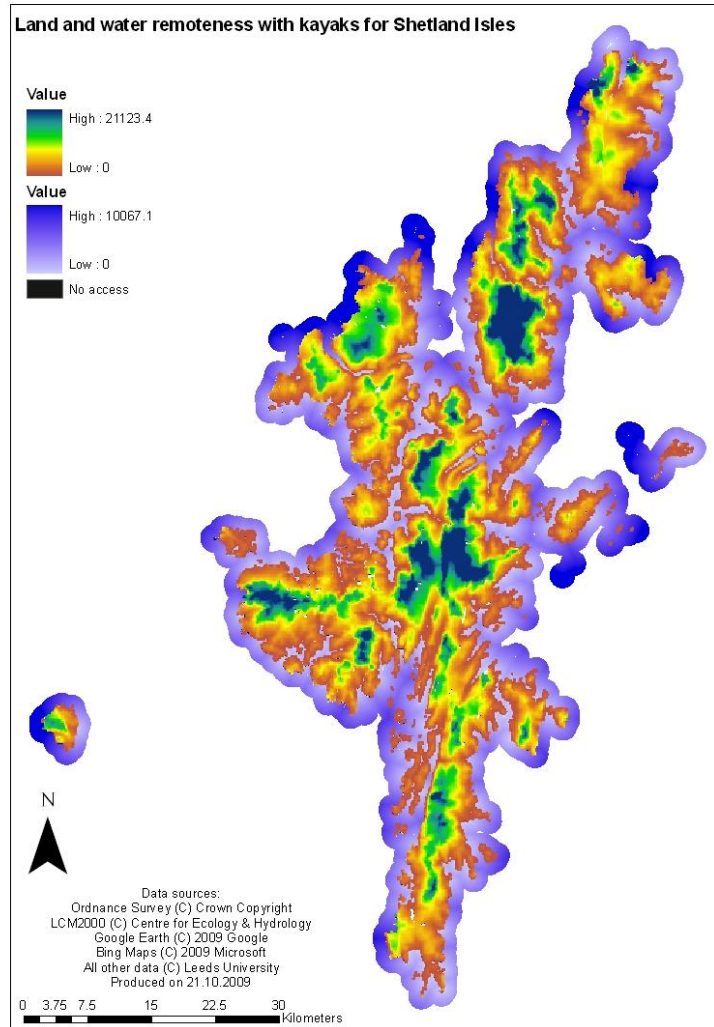 Land and water remoteness with kayaks for Shetland Isles
Value
High : 21123.4
Low : 0
Value
High : 10067.1
Low : 0
No access
N
Data sources:
Ordnance Survey (C) Crown Copyright
LCM2000 (C) Centre for Ecology & Hydrology
Google Earth (C) 2009 Google
Bing Maps (C) 2009 Microsoft
All other data (C) Leeds University
Produced on 21.10.2009
0 3.75 7.5 15 22.5 30
Kilometers